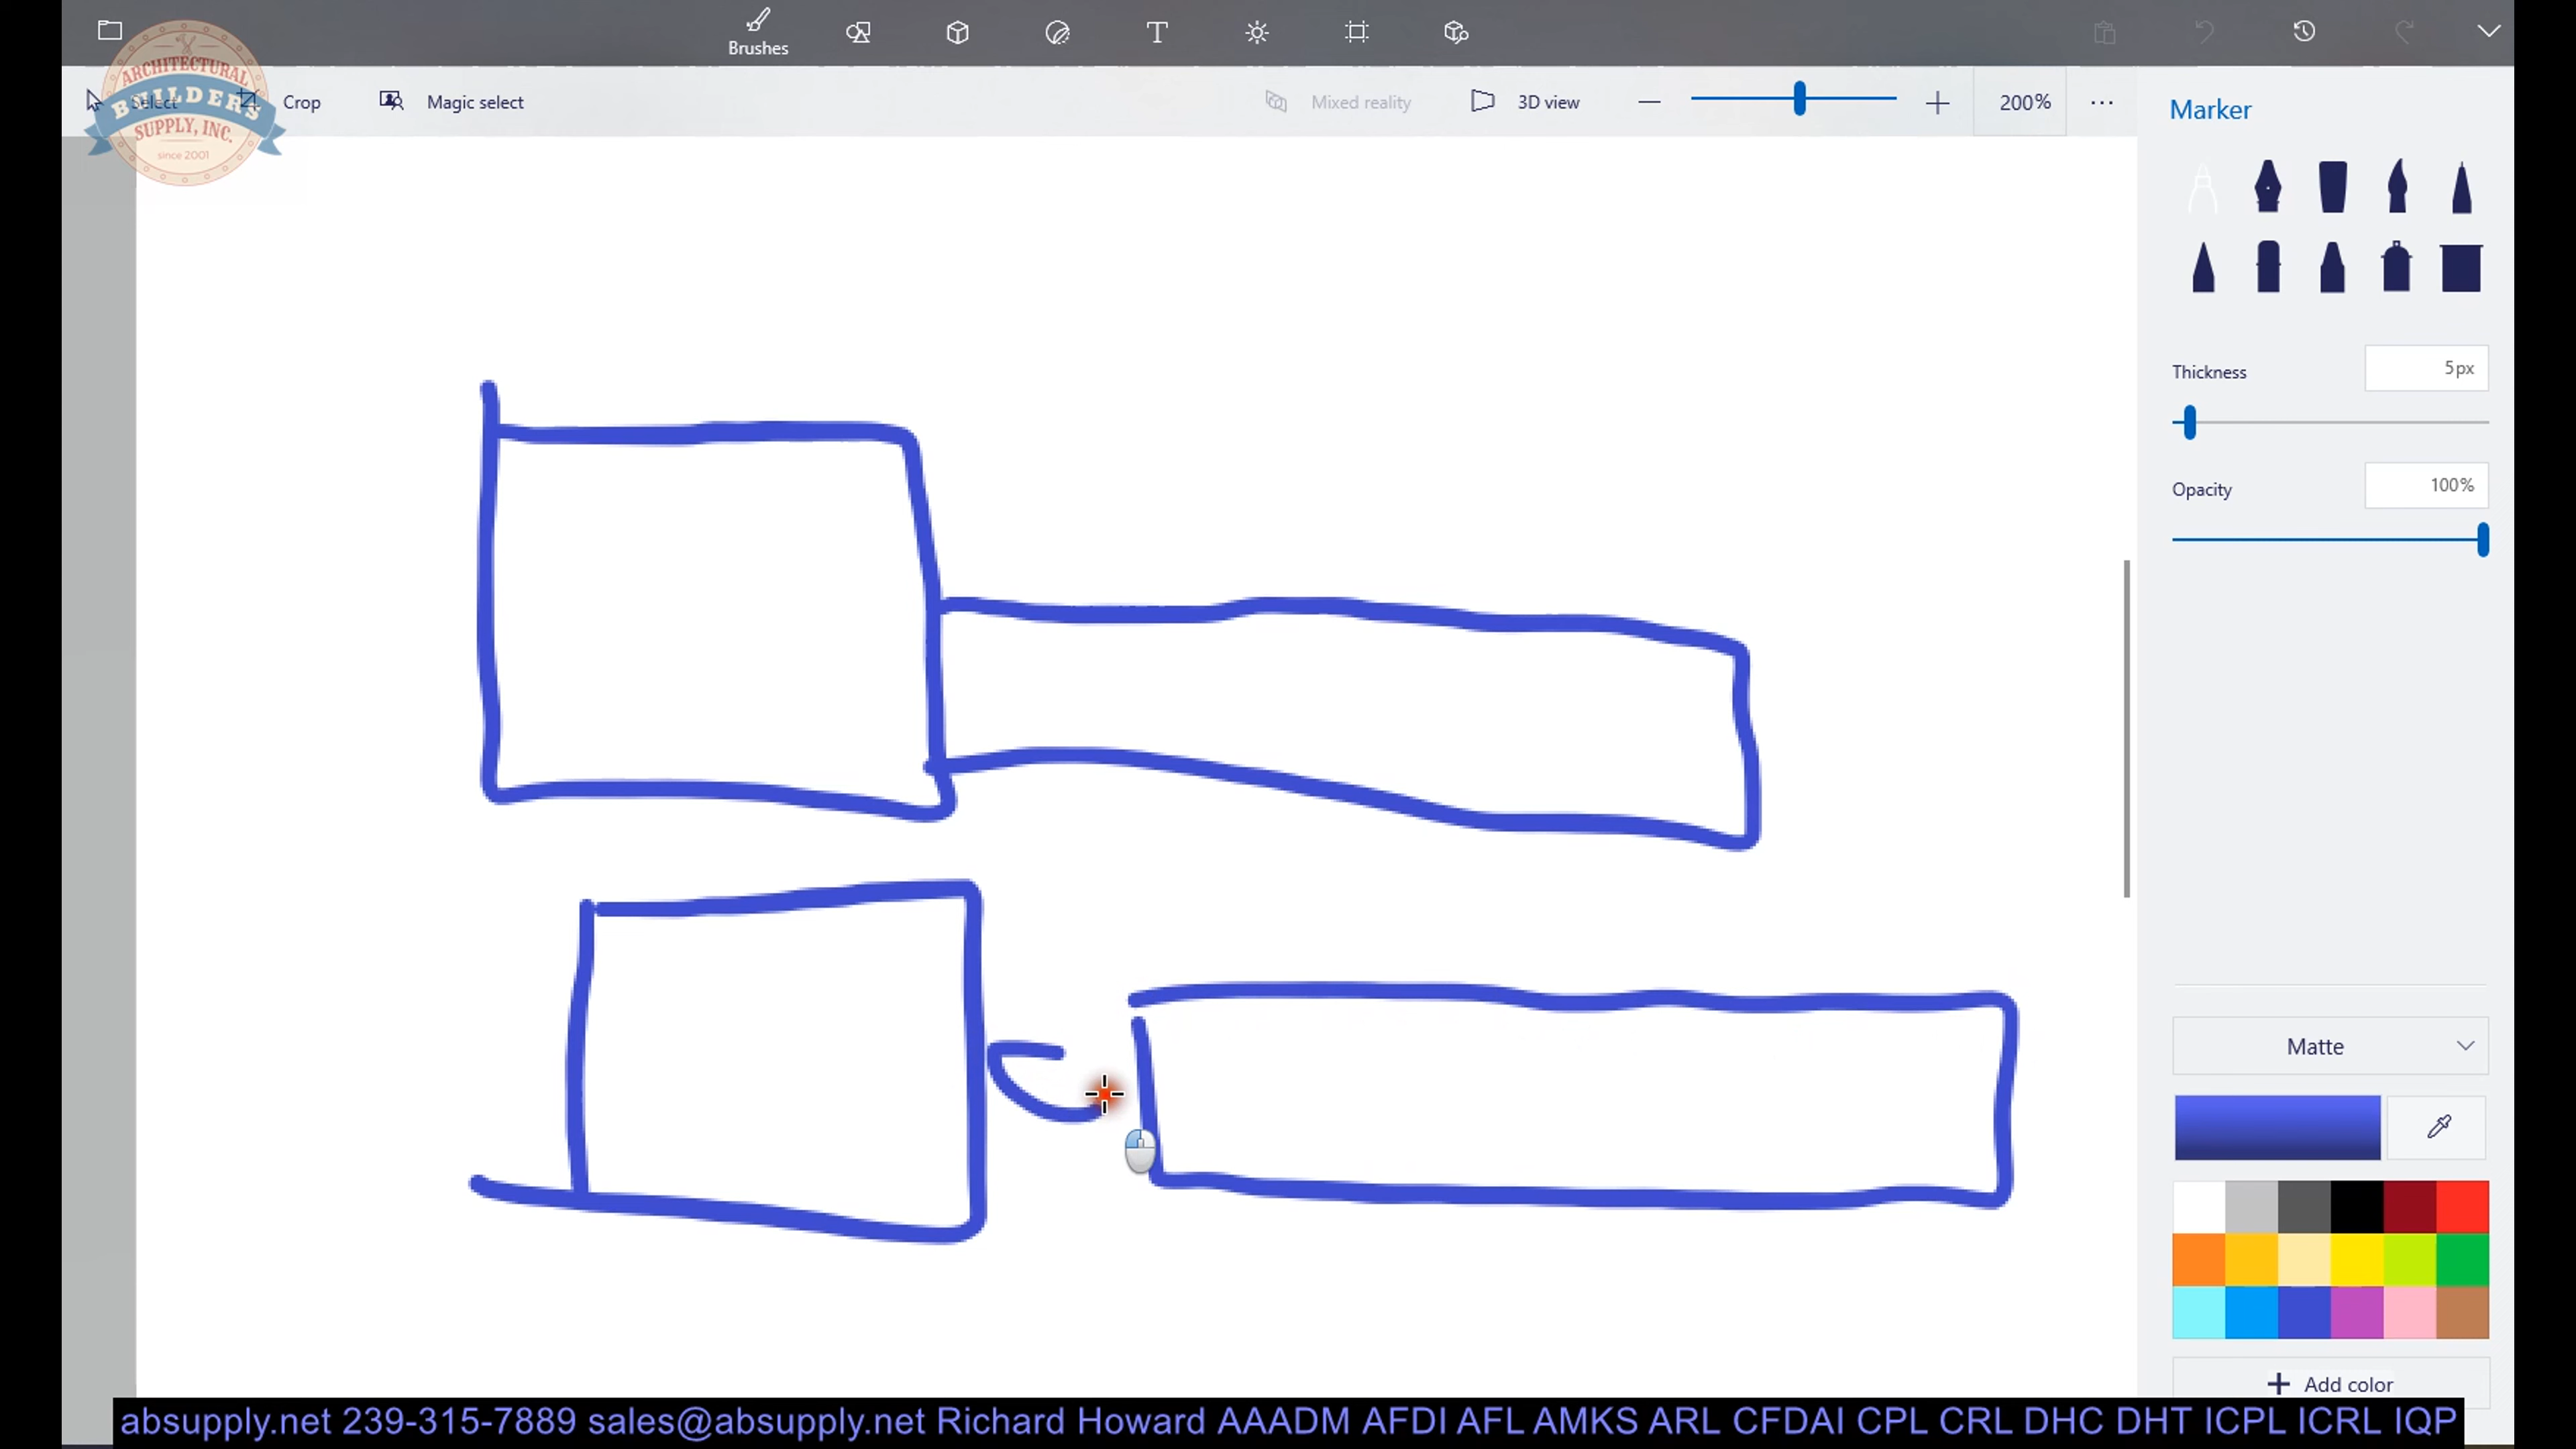 Brushes
Select
Crop
Magic select
Mixed reality
3D view
200%
ARCHITECTURAL
BUILDERS
SUPPLY, INC.
since 2001
Marker
Thickness
5px
Opacity
100%
Matte
Add color
absupply.net 239-315-7889 sales@absupply.net Richard Howard AAADM AFDI AFL AMKS ARL CFDAI CPL CRL DHC DHT ICPL ICRL IQP